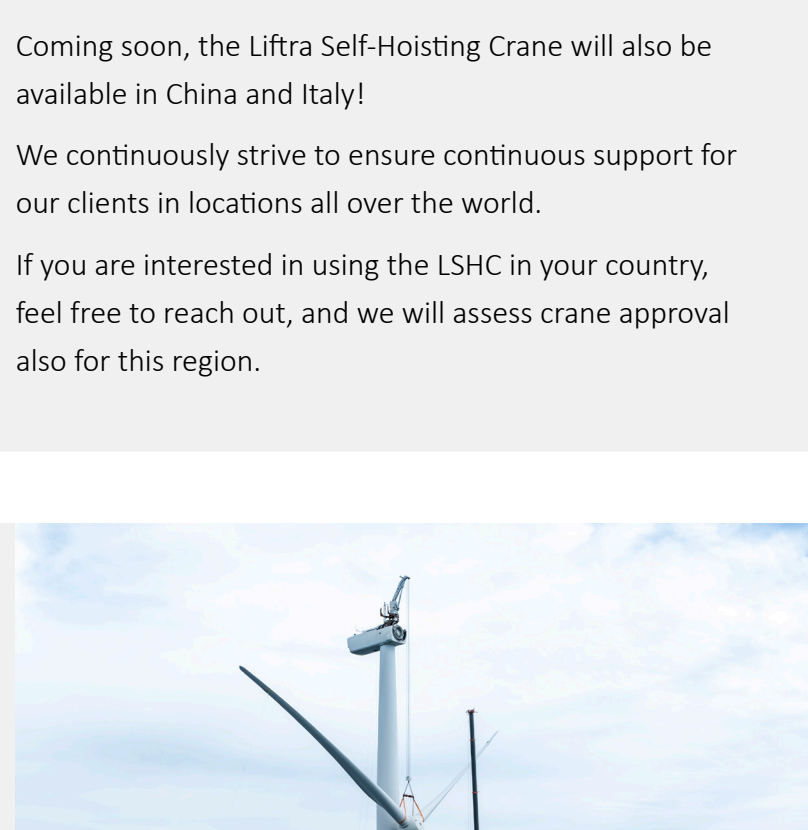 Coming soon, the Liftra Self-Hoisting Crane will also be
available in China and Italy!
We continuously strive to ensure continuous support for
our clients in locations all over the world.
If you are interested in using the LSHC in your country,
feel free to reach out, and we will assess crane approval
also for this region.